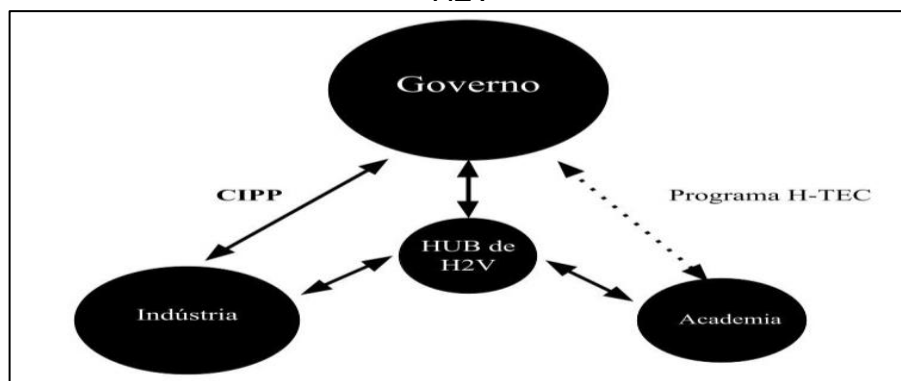 Governo
CIPP
Programa H-TEC
HUB de
H2V
Indústria
Academia